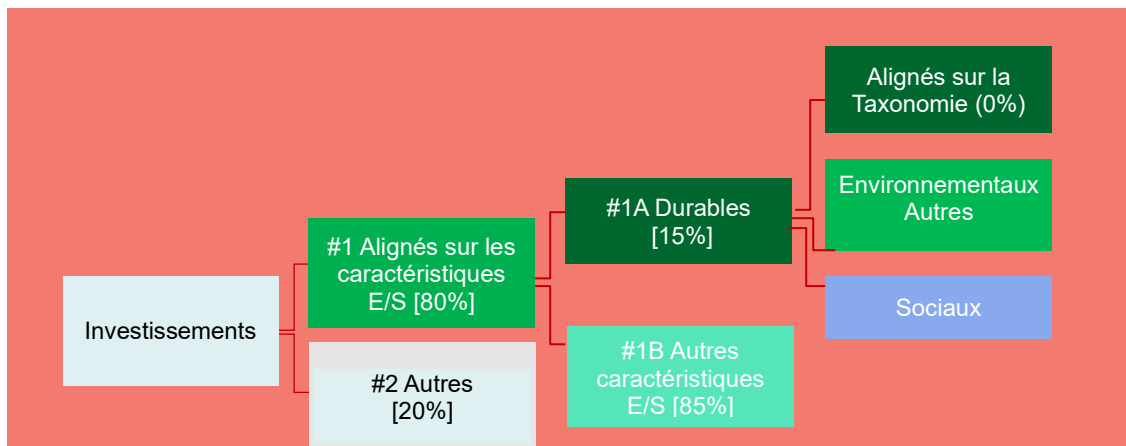 Investissements
#1 Alignés sur les
caractéristiques
E/S [80%]
#2 Autres
[20%]
#1A Durables
[15%]
#1B Autres
caractéristiques
E/S [85%]
Alignés sur la
Taxonomie (0%)
Environnementaux
Autres
Sociaux